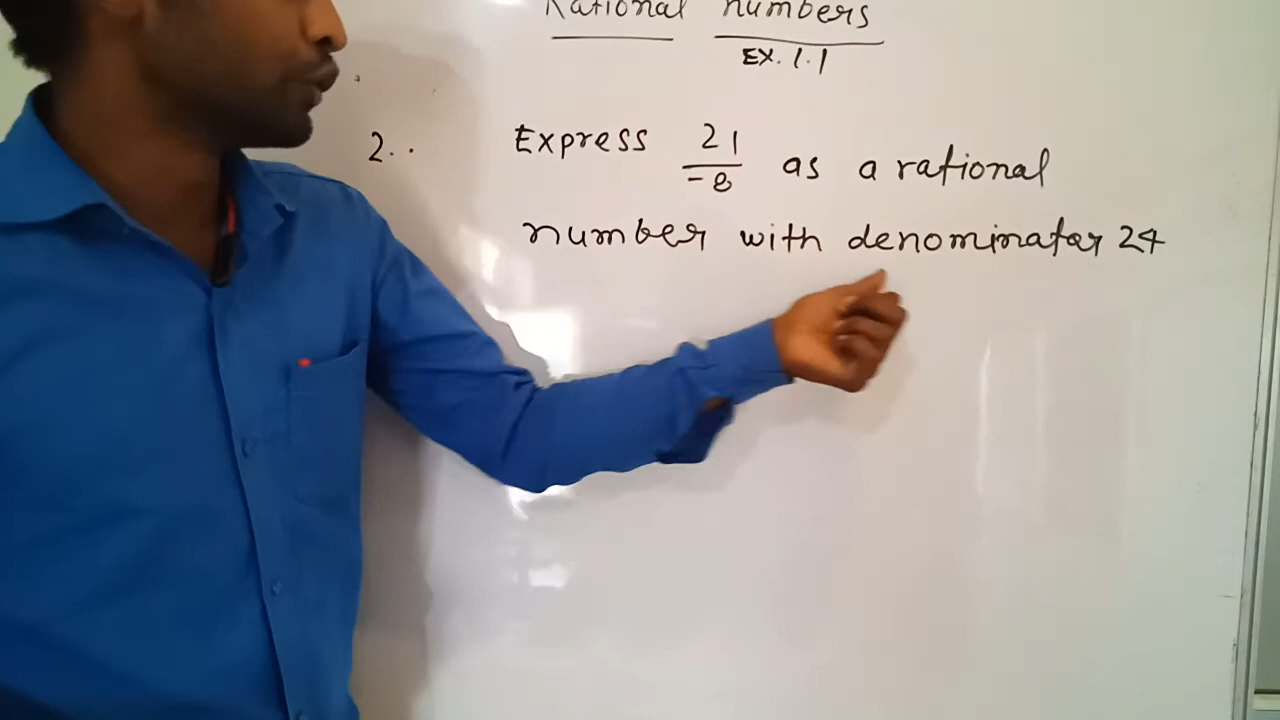 Rational numbers
EX. 1.1
2.. Express 21/-8 as a rational
number with denominator 24